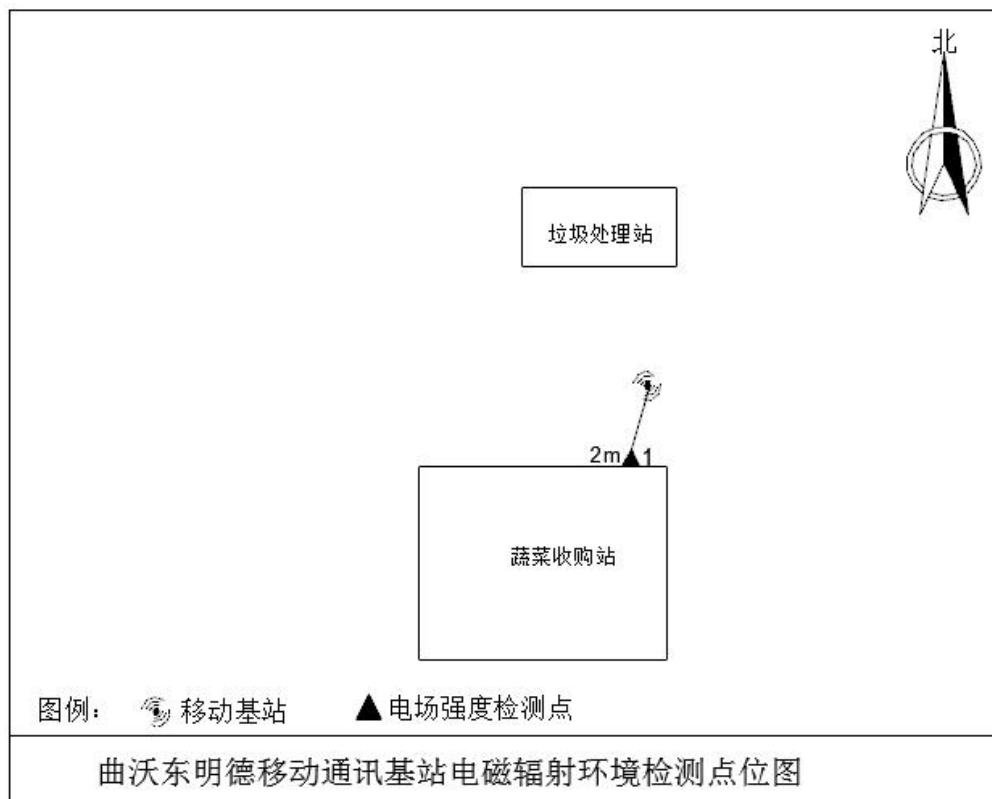 北
垃圾处理站
2m 1
蔬菜收购站
图例: 移动基站 电场强度检测点
曲沃东明德移动通讯基站电磁辐射环境检测点位图